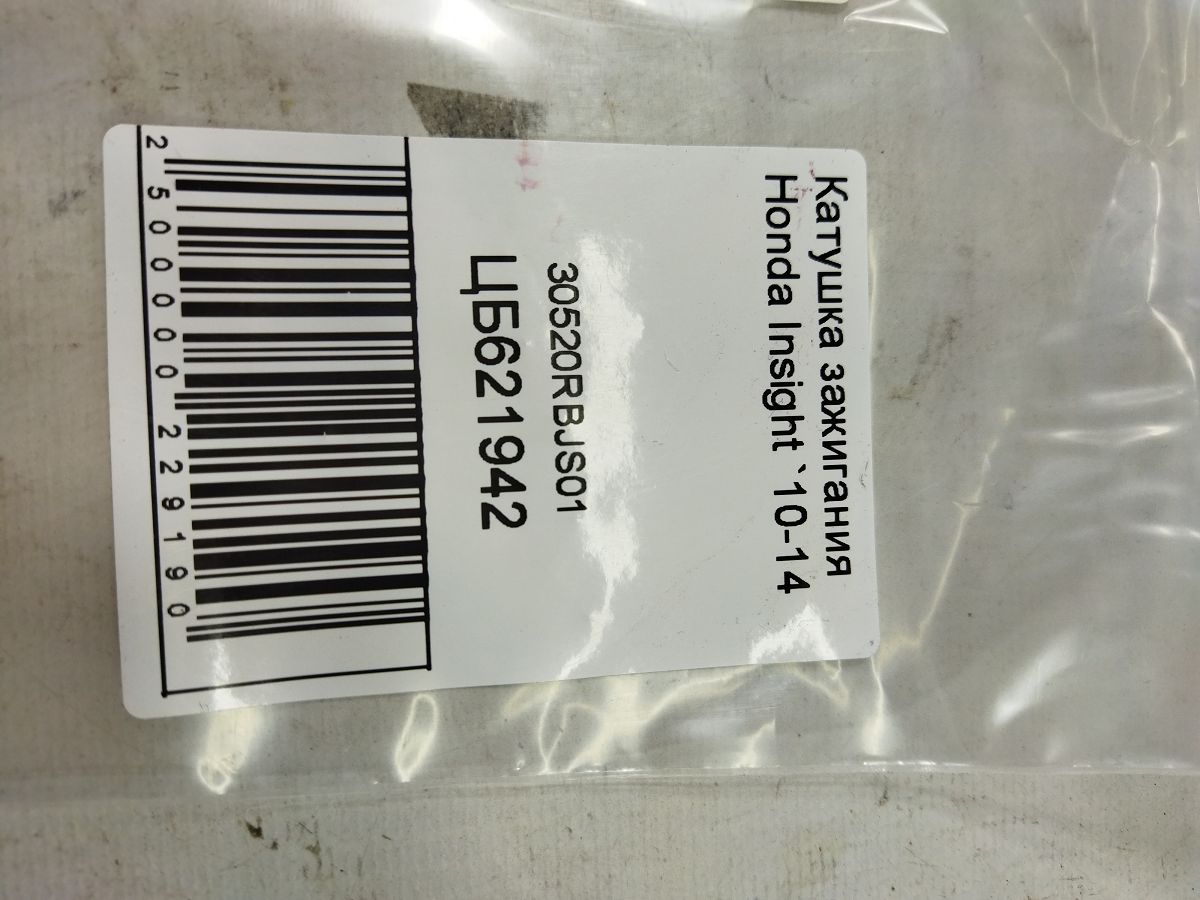 Катушка зажигания
Honda Insight `10-14
30520RBJS01
ЦБ621942
2500000229190